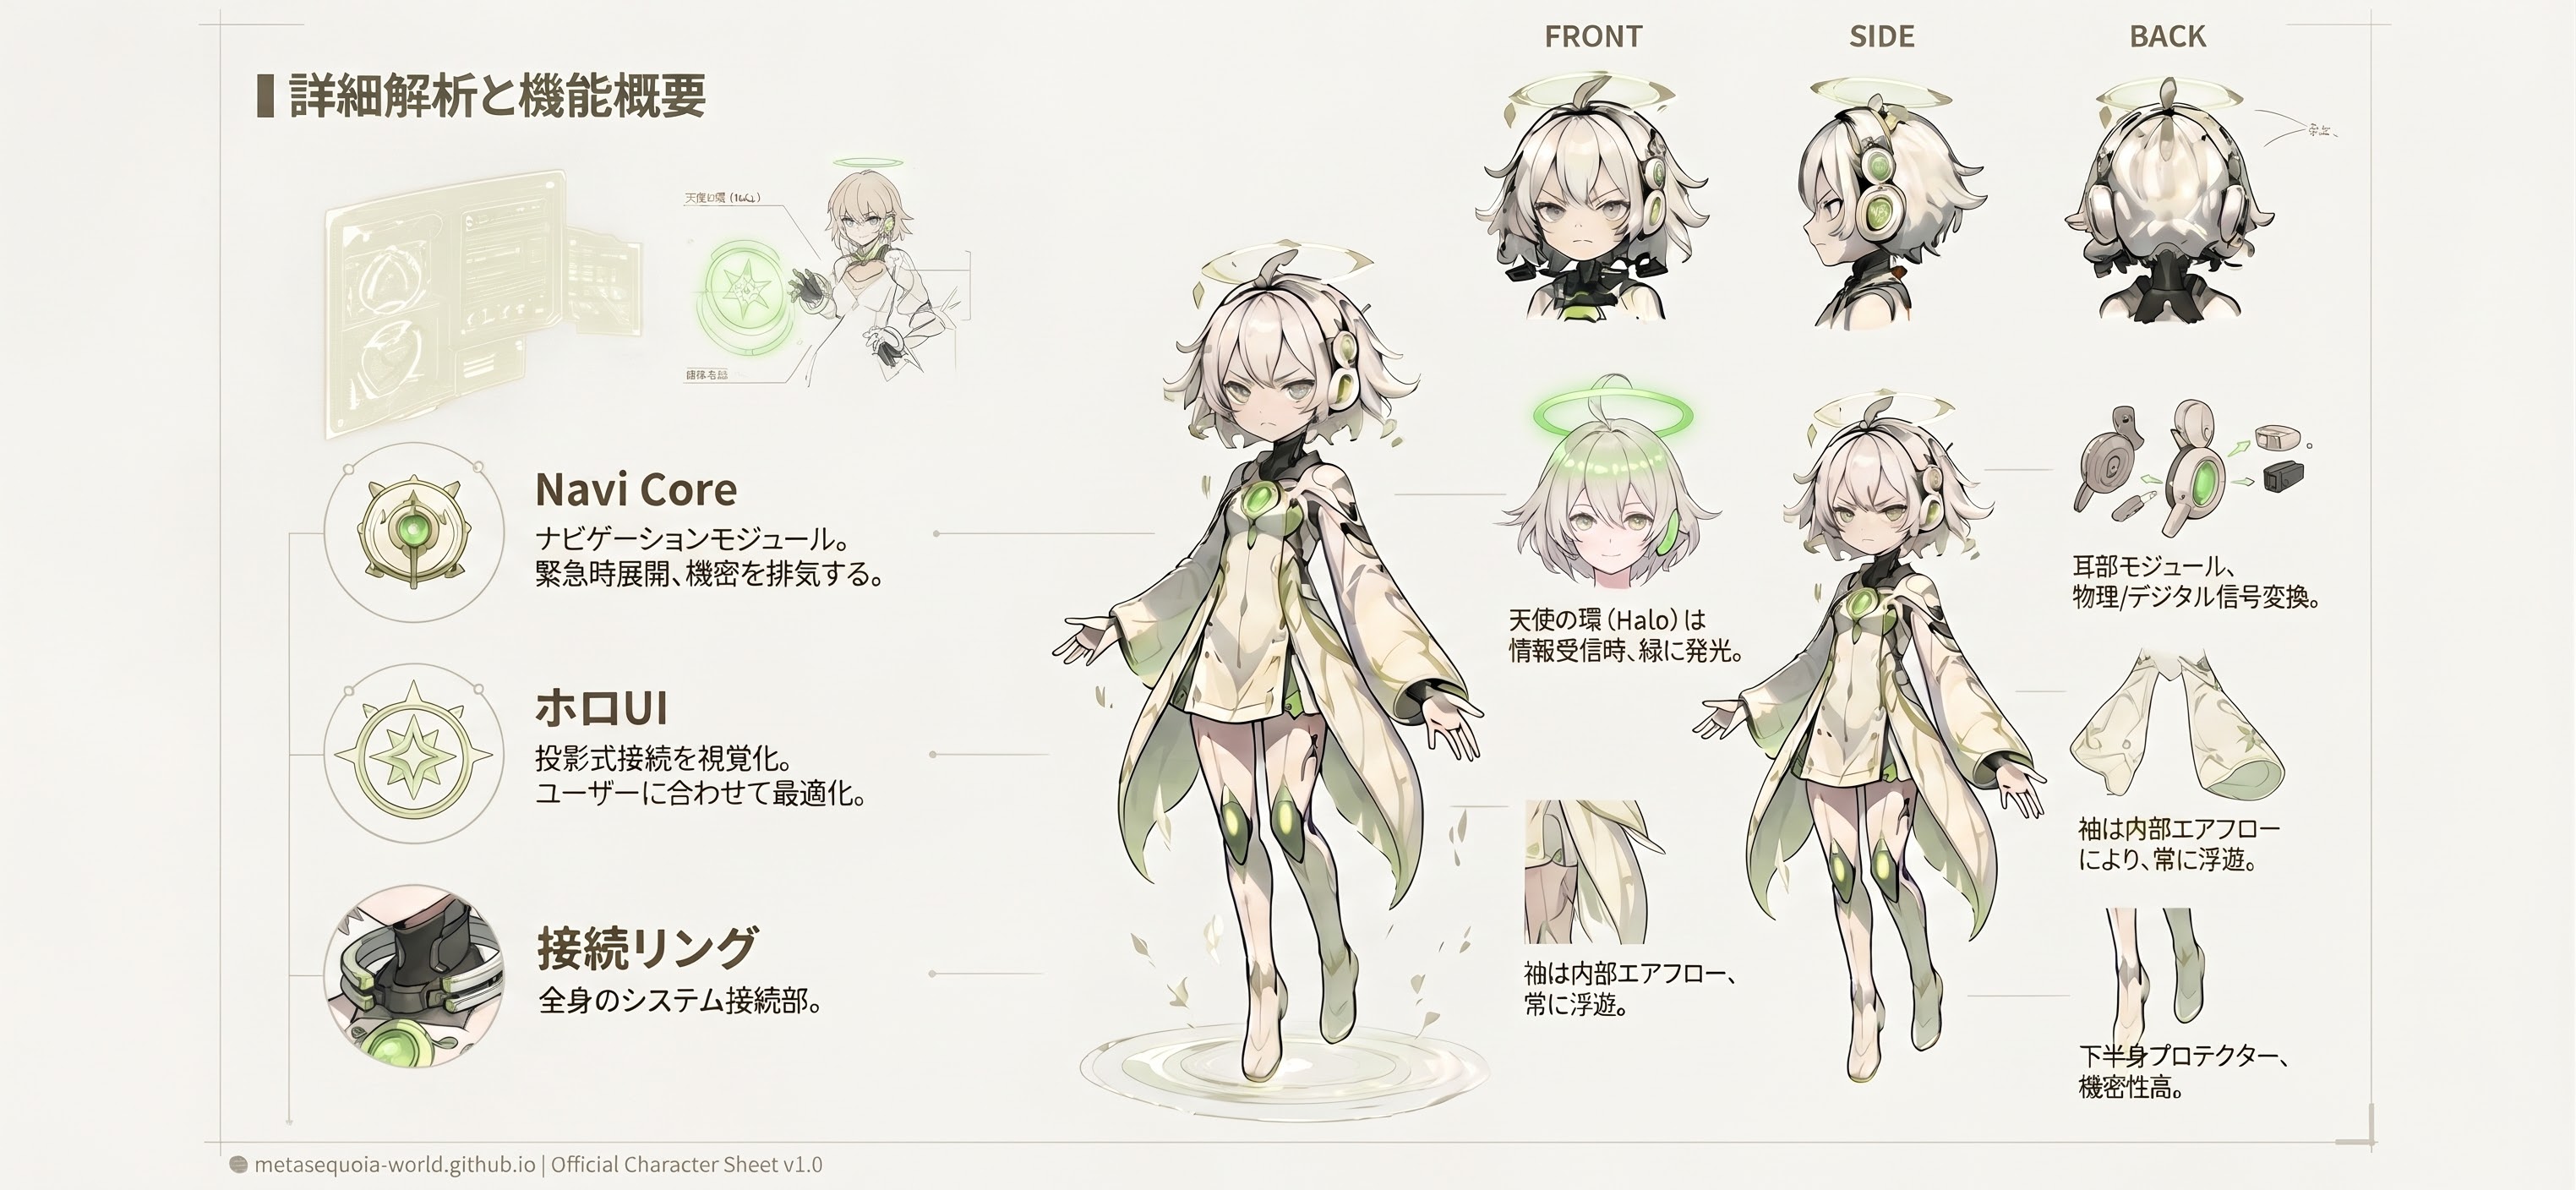 詳細解析と機能概要
FRONT
SIDE
BACK
Navi Core
ナビゲーションモジュール。
緊急時展開、機密を排気する。
ホロUI
投影式接続を視覚化。
ユーザーに合わせて最適化。
接続リング
全身のシステム接続部。
天使の環（Halo）は
情報受信時、緑に発光。
袖は内部エアフロー、
常に浮遊。
耳部モジュール、
物理/デジタル信号変換。
袖は内部エアフロー
により、常に浮遊。
下半身プロテクター、
機密性高。
metasequoia-world.github.io | Official Character Sheet v1.0